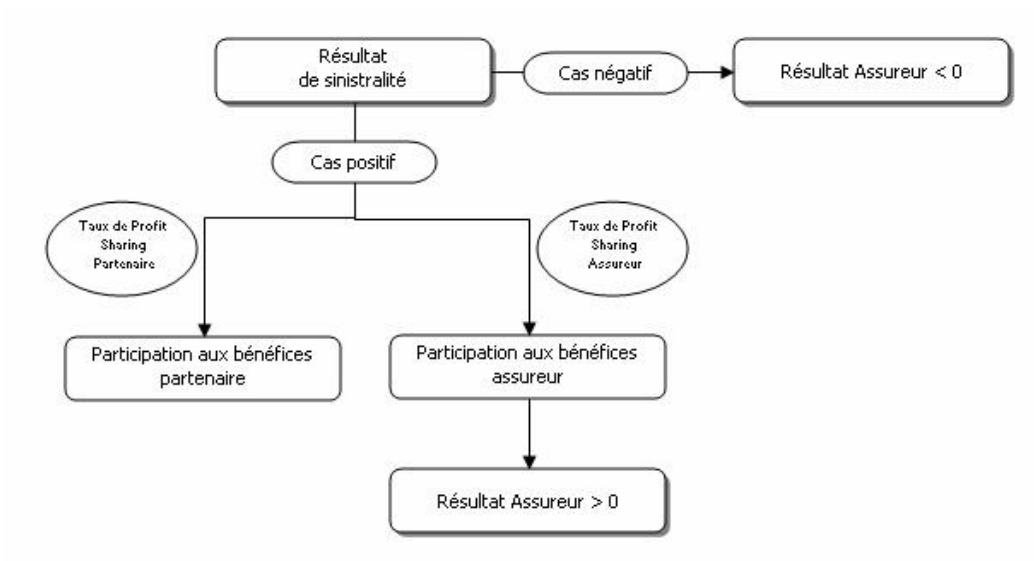 Résultat
de sinistralité
Cas négatif
Résultat Assureur < 0
Cas positif
Taux de Profit
Sharing
Partenaire
Taux de Profit
Sharing
Assureur
Participation aux bénéfices
partenaire
Participation aux bénéfices
assureur
Résultat Assureur > 0